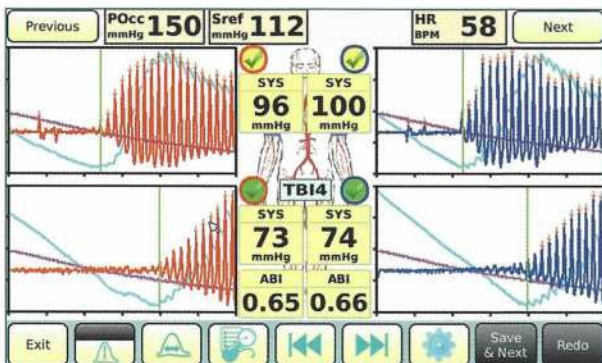 Previous
POcc mmHg 150
Sref mmHg 112
HR BPM 58
Next
SYS SYS
96 100
mmHg mmHg
TBI4
SYS SYS
73 74
mmHg mmHg
ABI ABI
0.65 0.66
Exit
Save & Next
Redo